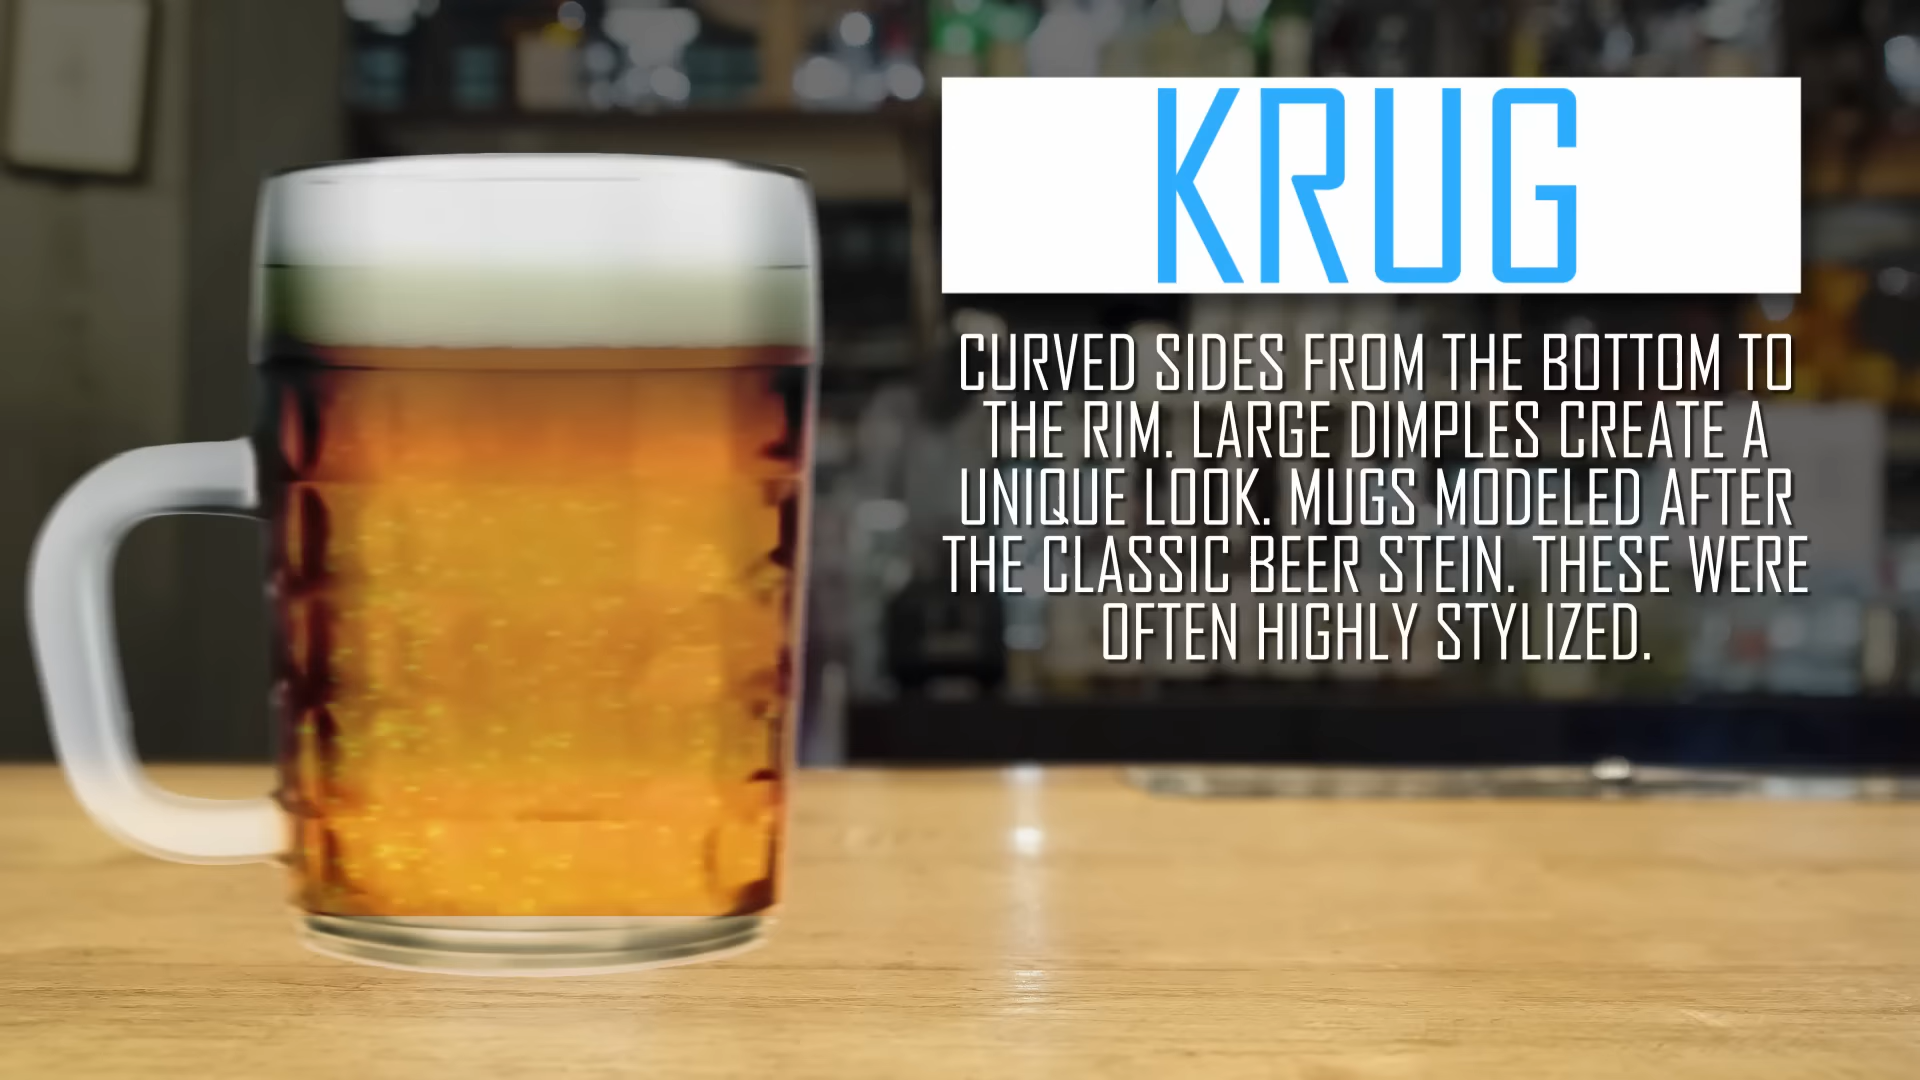 KRUG
CURVED SIDES FROM THE BOTTOM TO
THE RIM. LARGE DIMPLES CREATE A
UNIQUE LOOK. MUGS MODELED AFTER
THE CLASSIC BEER STEIN. THESE WERE
OFTEN HIGHLY STYLIZED.